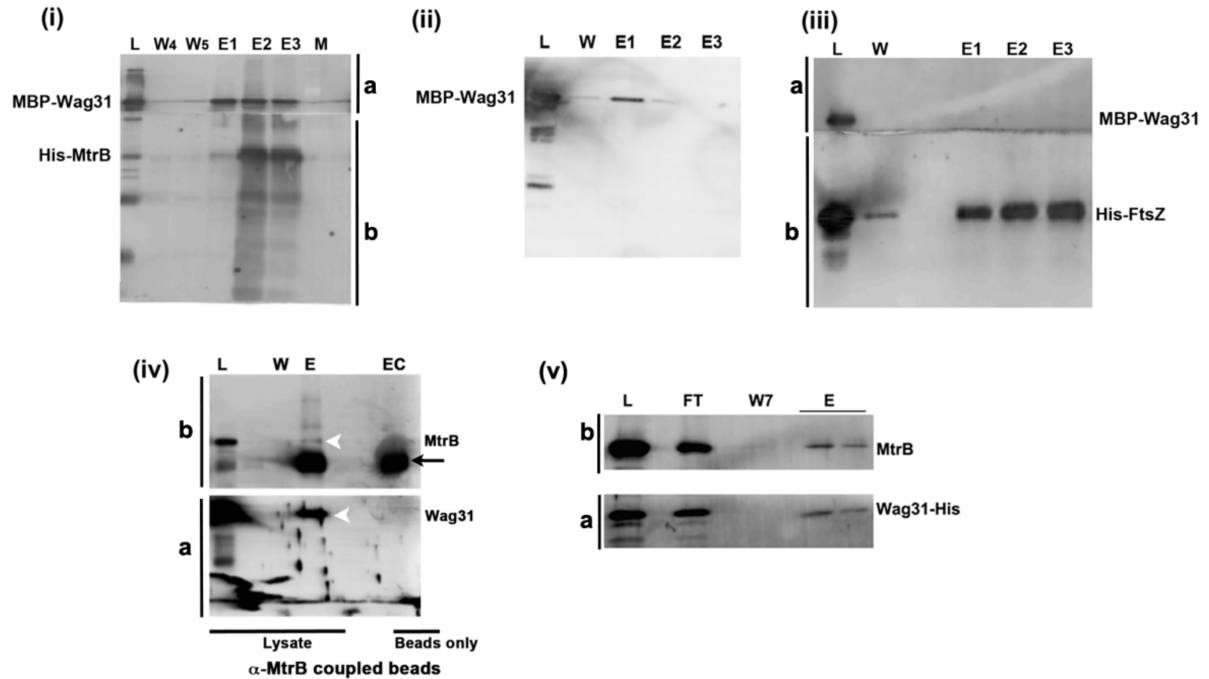 (i)
L W4 W5 E1 E2 E3 M
MBP-Wag31
His-MtrB
a
b
(ii)
L W E1 E2 E3
MBP-Wag31
(iii)
L W E1 E2 E3
a
b
MBP-Wag31
His-FtsZ
(iv)
L W E EC
b
MtrB
a
Wag31
Lysate Beads only
α-MtrB coupled beads
(v)
L FT W7 E
b
MtrB
a
Wag31-His